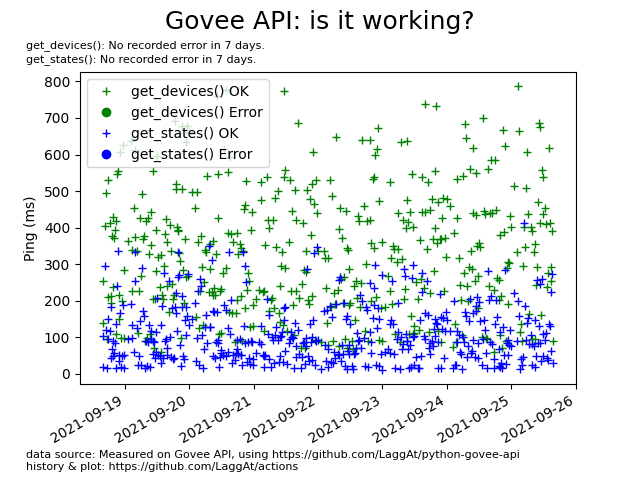 Govee API: is it working?
get_devices(): No recorded error in 7 days.
get_states(): No recorded error in 7 days.
get_devices() OK
get_devices() Error
get_states() OK
get_states() Error
Ping (ms)
800
700
600
500
400
300
200
100
0
2021-09-19
2021-09-20
2021-09-21
2021-09-22
2021-09-23
2021-09-24
2021-09-25
2021-09-26
data source: Measured on Govee API, using https://github.com/LaggAt/python-govee-api
history & plot: https://github.com/LaggAt/actions